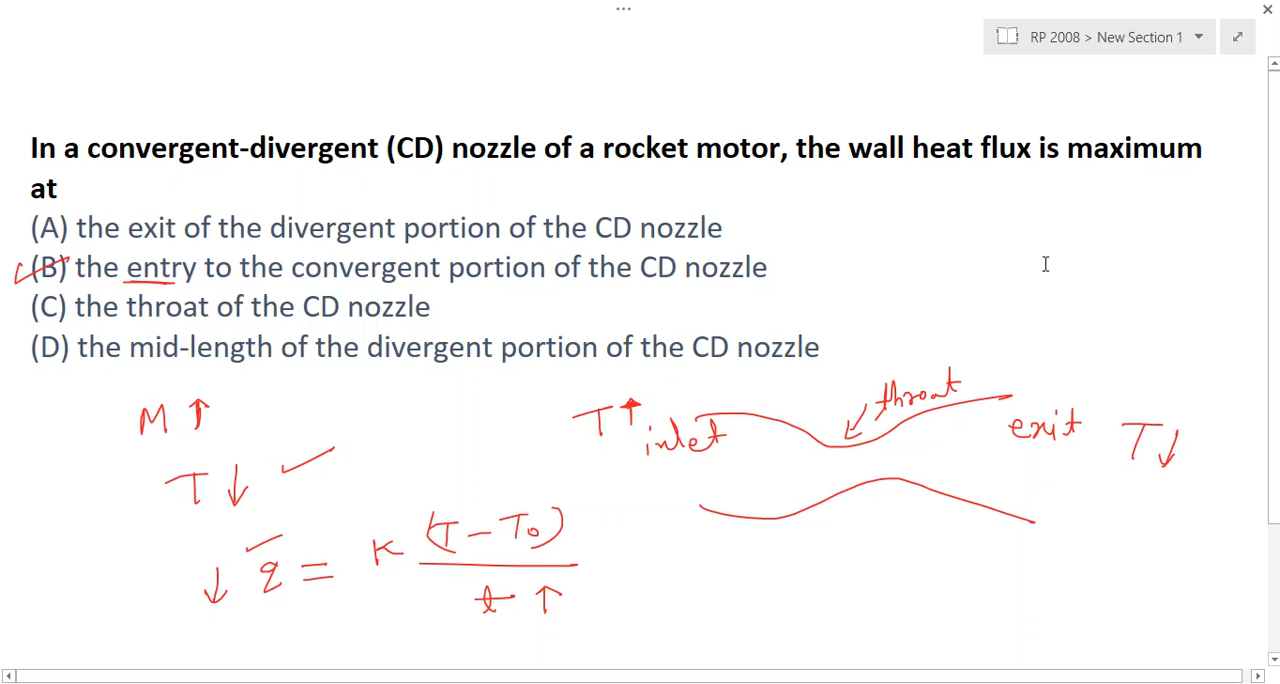 RP 2008 > New Section 1
In a convergent-divergent (CD) nozzle of a rocket motor, the wall heat flux is maximum
at
(A) the exit of the divergent portion of the CD nozzle
(B) the entry to the convergent portion of the CD nozzle
(C) the throat of the CD nozzle
(D) the mid-length of the divergent portion of the CD nozzle
M ↑
T ↑ inlet
throat
exit T ↓
T ↓ ✓
↓ q = K (T - T₀)
t ↑